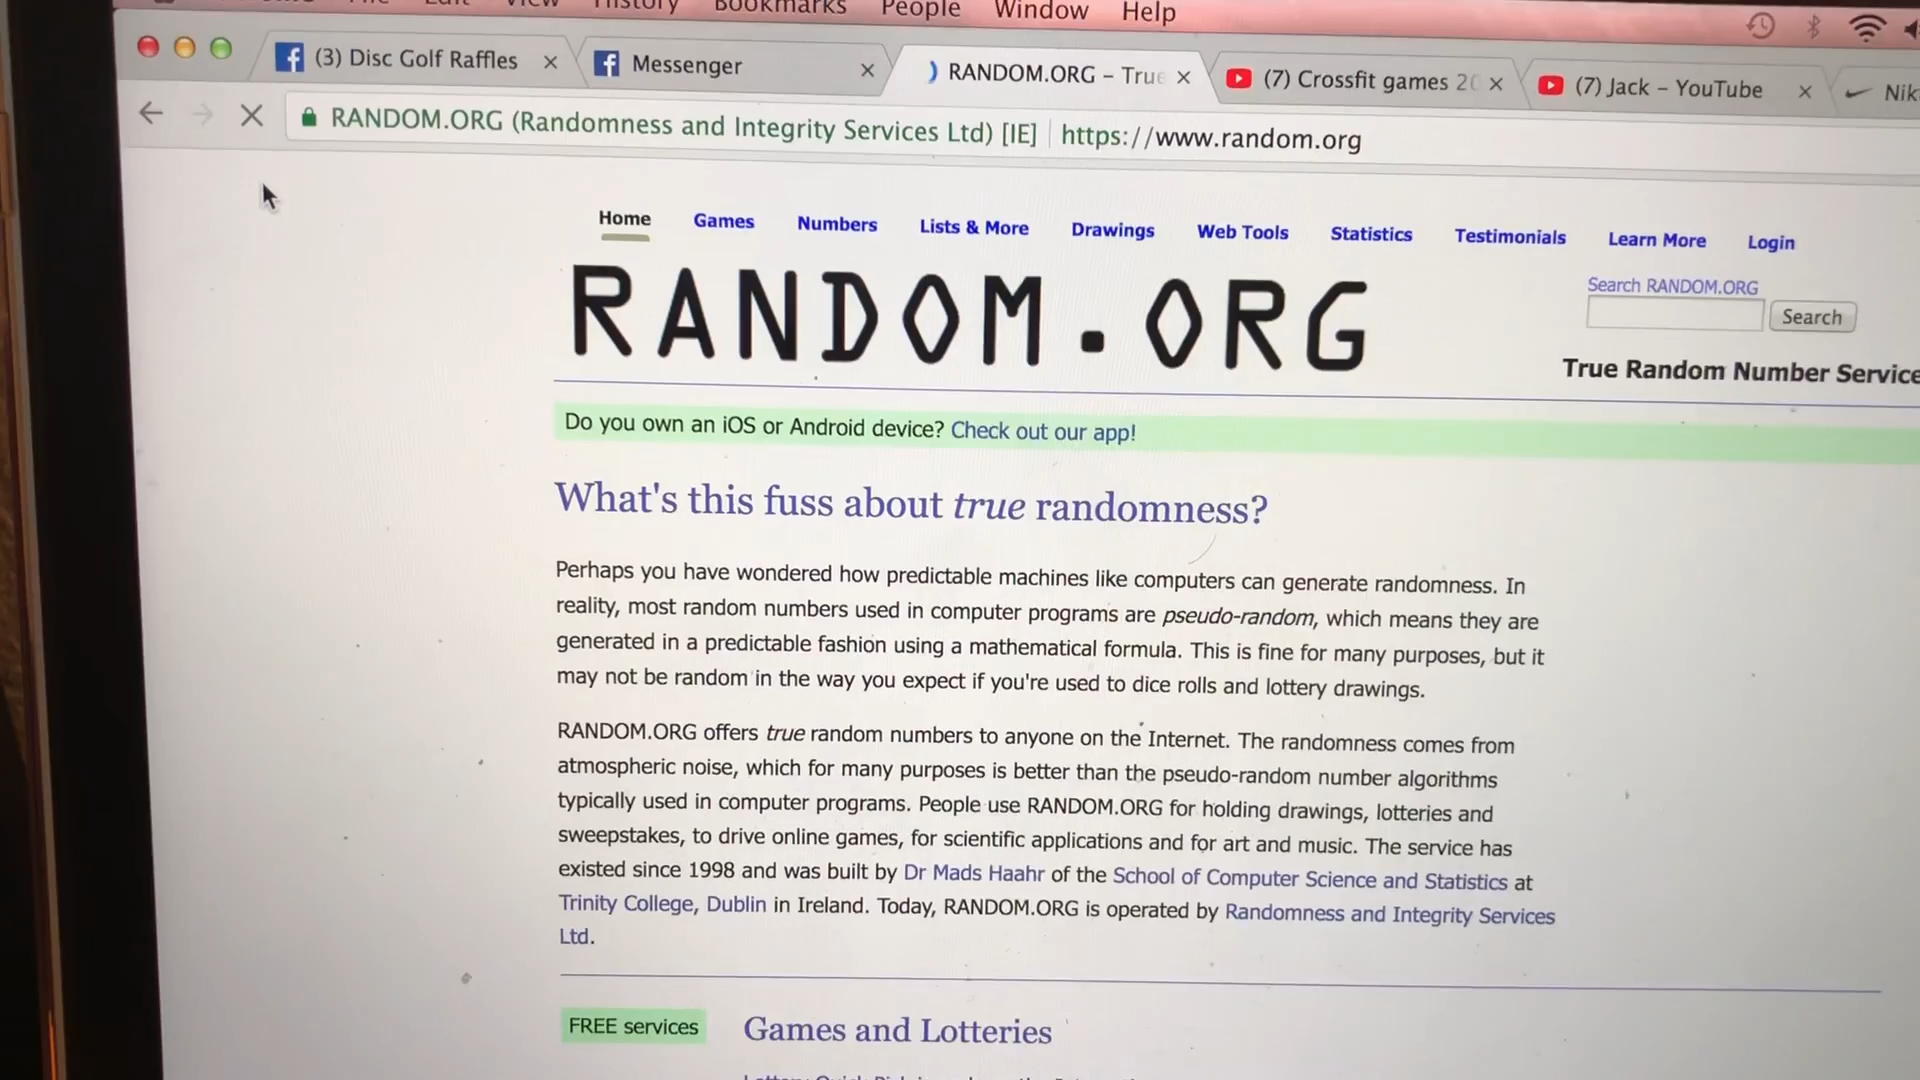 History Bookmarks People Window Help
(3) Disc Golf Raffles
Messenger
RANDOM.ORG – True
(7) Crossfit games
(7) Jack – YouTube
Nik
RANDOM.ORG (Randomness and Integrity Services Ltd) [IE] https://www.random.org
Home Games Numbers Lists & More Drawings Web Tools Statistics Testimonials Learn More Login
RANDOM.ORG
Search RANDOM.ORG
Search
True Random Number Service
Do you own an iOS or Android device? Check out our app!
What's this fuss about true randomness?
Perhaps you have wondered how predictable machines like computers can generate randomness. In
reality, most random numbers used in computer programs are pseudo-random, which means they are
generated in a predictable fashion using a mathematical formula. This is fine for many purposes, but it
may not be random in the way you expect if you're used to dice rolls and lottery drawings.
RANDOM.ORG offers true random numbers to anyone on the Internet. The randomness comes from
atmospheric noise, which for many purposes is better than the pseudo-random number algorithms
typically used in computer programs. People use RANDOM.ORG for holding drawings, lotteries and
sweepstakes, to drive online games, for scientific applications and for art and music. The service has
existed since 1998 and was built by Dr Mads Haahr of the School of Computer Science and Statistics at
Trinity College, Dublin in Ireland. Today, RANDOM.ORG is operated by Randomness and Integrity Services
Ltd.
FREE services
Games and Lotteries